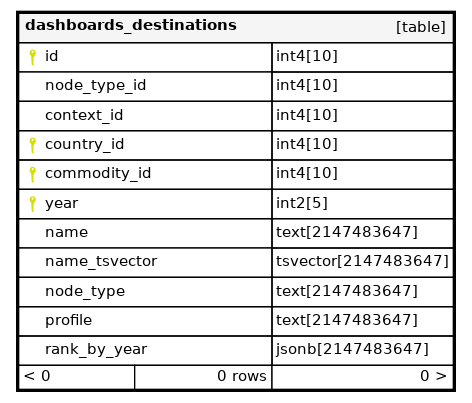 dashboards_destinations [table]
id int4[10]
node_type_id int4[10]
context_id int4[10]
country_id int4[10]
commodity_id int4[10]
year int2[5]
name text[2147483647]
name_tsvector tsvector[2147483647]
node_type text[2147483647]
profile text[2147483647]
rank_by_year jsonb[2147483647]
< 0 0 rows 0 >